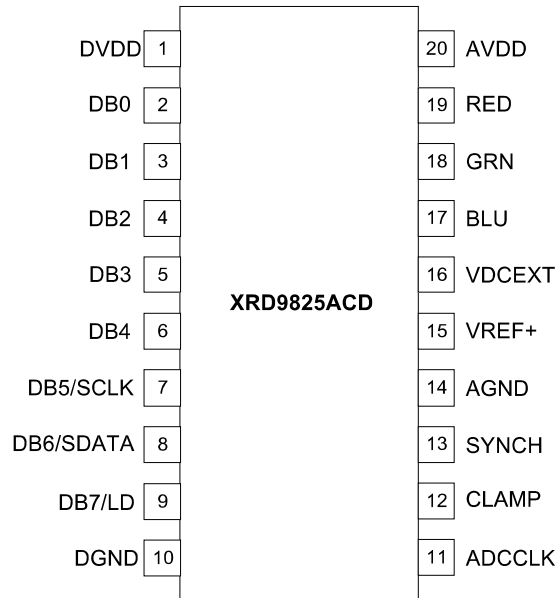 DVDD 1 20 AVDD
DB0 2 19 RED
DB1 3 18 GRN
DB2 4 17 BLU
DB3 5 16 VDCEXT
XRD9825ACD
DB4 6 15 VREF+
DB5/SCLK 7 14 AGND
DB6/SDATA 8 13 SYNCH
DB7/LD 9 12 CLAMP
DGND 10 11 ADCCLK